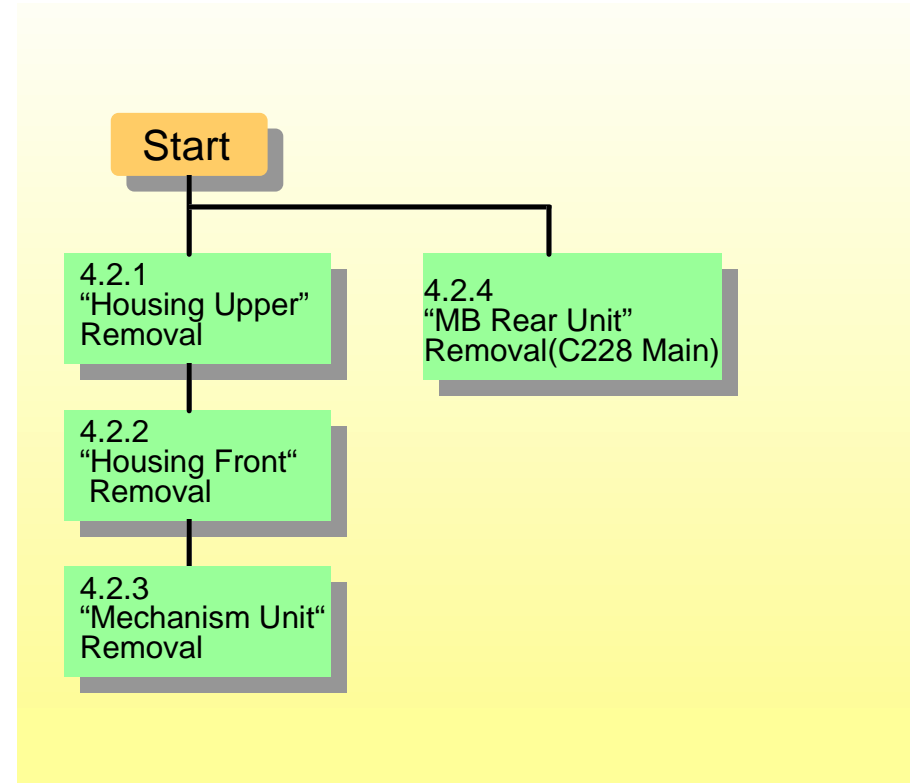 Start
4.2.1
“Housing Upper”
Removal
4.2.4
“MB Rear Unit”
Removal(C228 Main)
4.2.2
“Housing Front“
Removal
4.2.3
“Mechanism Unit“
Removal